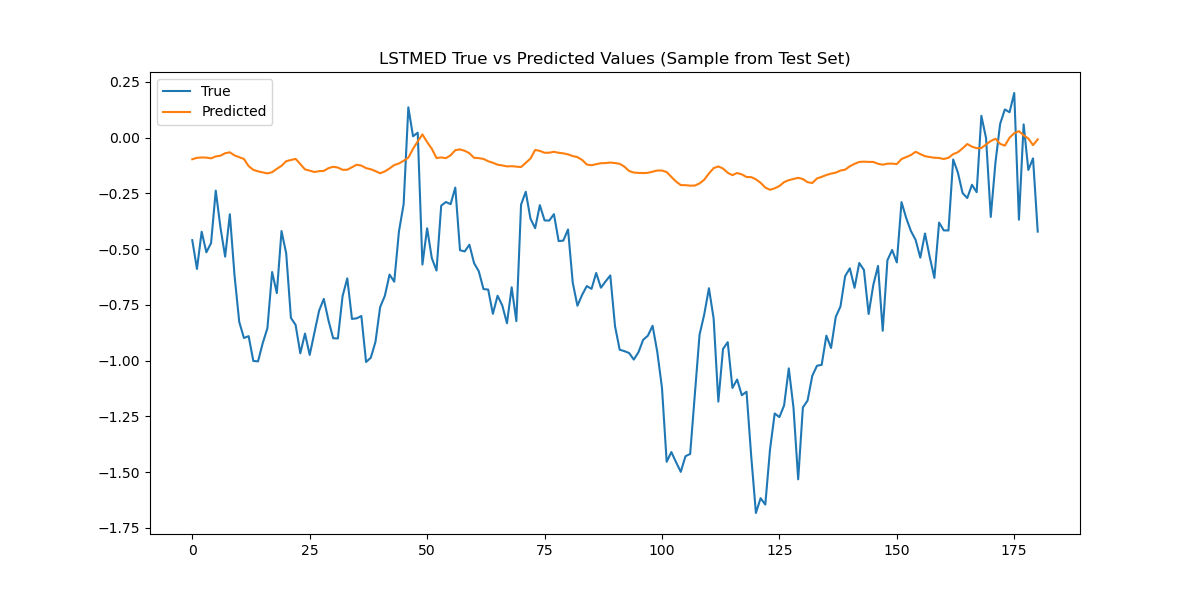 LSTMED True vs Predicted Values (Sample from Test Set)
True
Predicted
0.25
0.00
−0.25
−0.50
−0.75
−1.00
−1.25
−1.50
−1.75
0 25 50 75 100 125 150 175